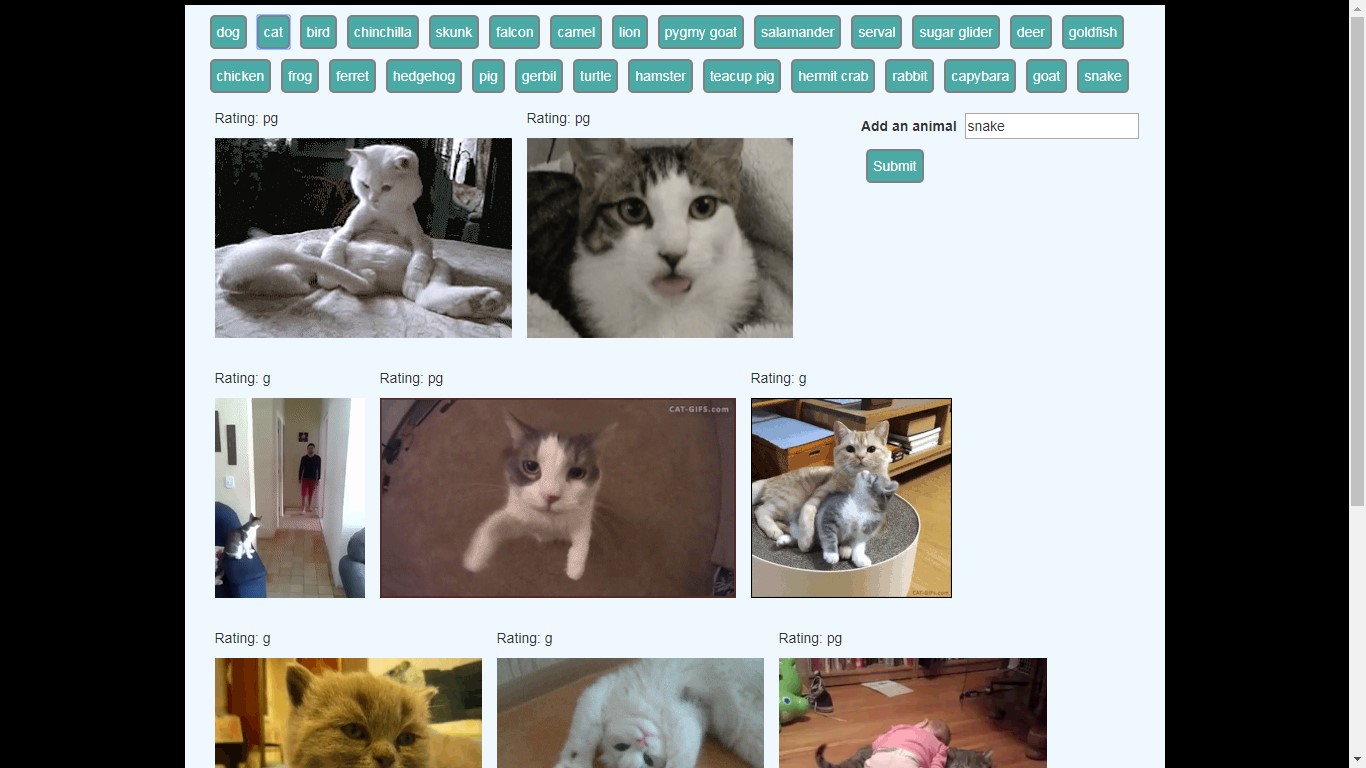 dog cat bird chinchilla skunk falcon camel lion pygmy goat salamander serval sugar glider deer goldfish
chicken frog ferret hedgehog pig gerbil turtle hamster teacup pig hermit crab rabbit capybara goat snake
Rating: pg
Rating: pg
Add an animal snake
Submit
Rating: g
Rating: pg
Rating: g
CAT-GIFS.com
CAT-GIFs.com
Rating: g
Rating: g
Rating: pg